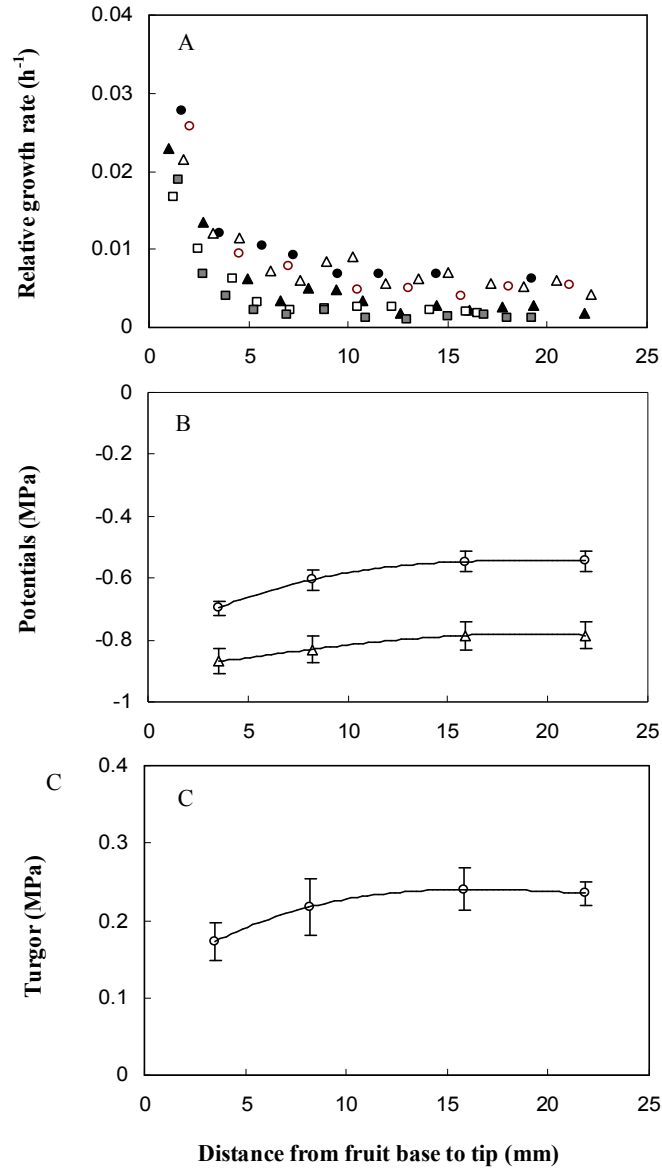 0.04
A
0.03
0.02
0.01
0
0 5 10 15 20 25
Relative growth rate (h⁻¹)
0
B
-0.2
-0.4
-0.6
-0.8
-1
0 5 10 15 20 25
Potentials (MPa)
C
0.4
C
0.3
0.2
0.1
0
0 5 10 15 20 25
Turgor (MPa)
Distance from fruit base to tip (mm)